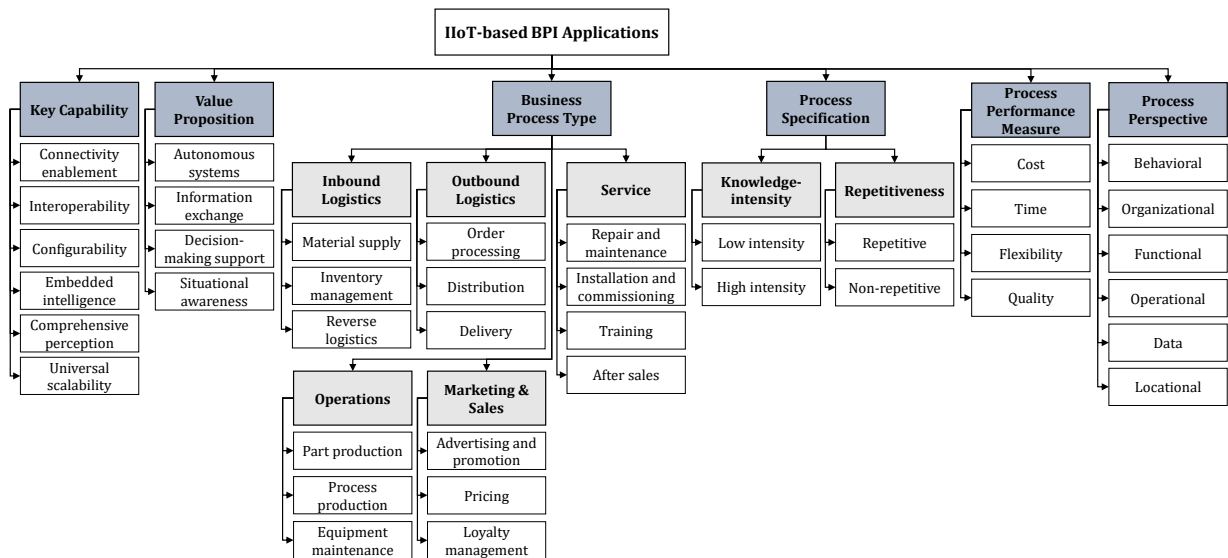 IIoT-based BPI Applications
Key Capability
Connectivity
enablement
Interoperability
Configurability
Embedded
intelligence
Comprehensive
perception
Universal
scalability
Value
Proposition
Autonomous
systems
Information
exchange
Decision-
making support
Situational
awareness
Business
Process Type
Inbound
Logistics
Material supply
Inventory
management
Reverse
logistics
Outbound
Logistics
Order
processing
Distribution
Delivery
Service
Repair and
maintenance
Installation and
commissioning
Training
After sales
Operations
Part production
Process
production
Equipment
maintenance
Marketing &
Sales
Advertising and
promotion
Pricing
Loyalty
management
Process
Specification
Knowledge-
intensity
Low intensity
High intensity
Repetitiveness
Repetitive
Non-repetitive
Process
Performance
Measure
Cost
Time
Flexibility
Quality
Process
Perspective
Behavioral
Organizational
Functional
Operational
Data
Locational